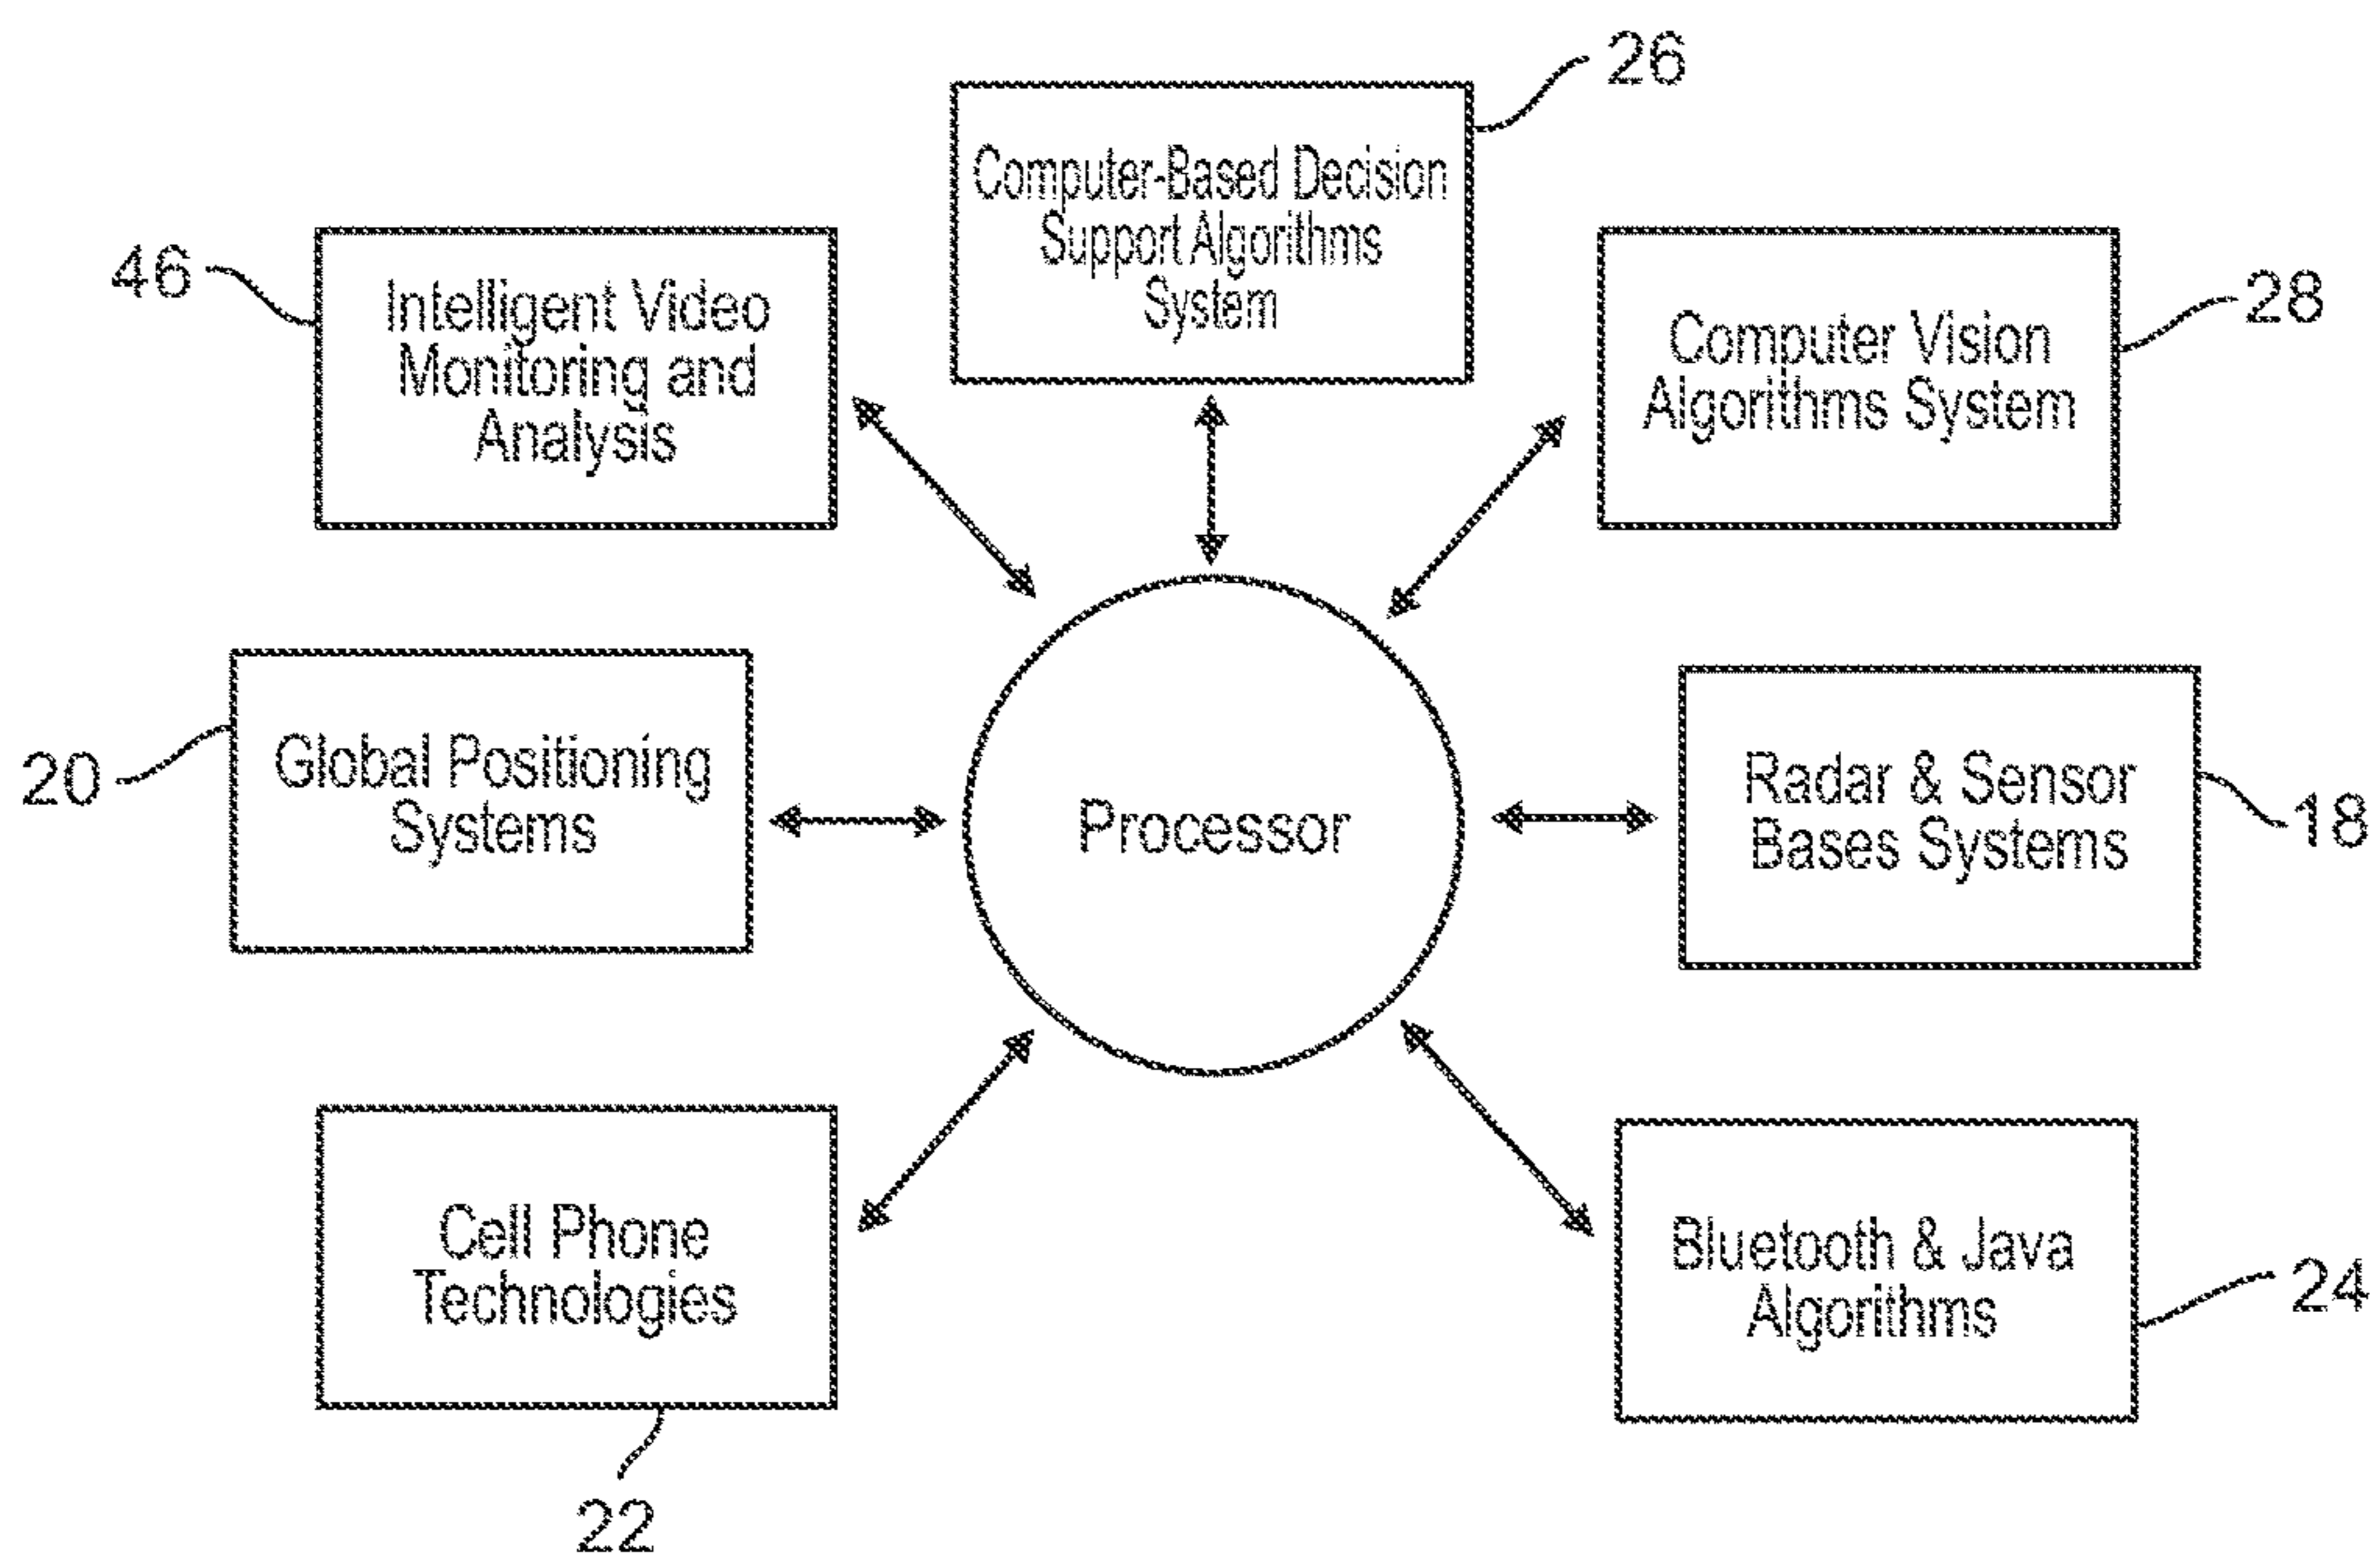 26
Computer-Based Decision
Support Algorithms
System
46
Intelligent Video
Monitoring and
Analysis
28
Computer Vision
Algorithms System
20
Global Positioning
Systems
Processor
Radar & Sensor
Bases Systems
18
Cell Phone
Technologies
22
Bluetooth & Java
Algorithms
24